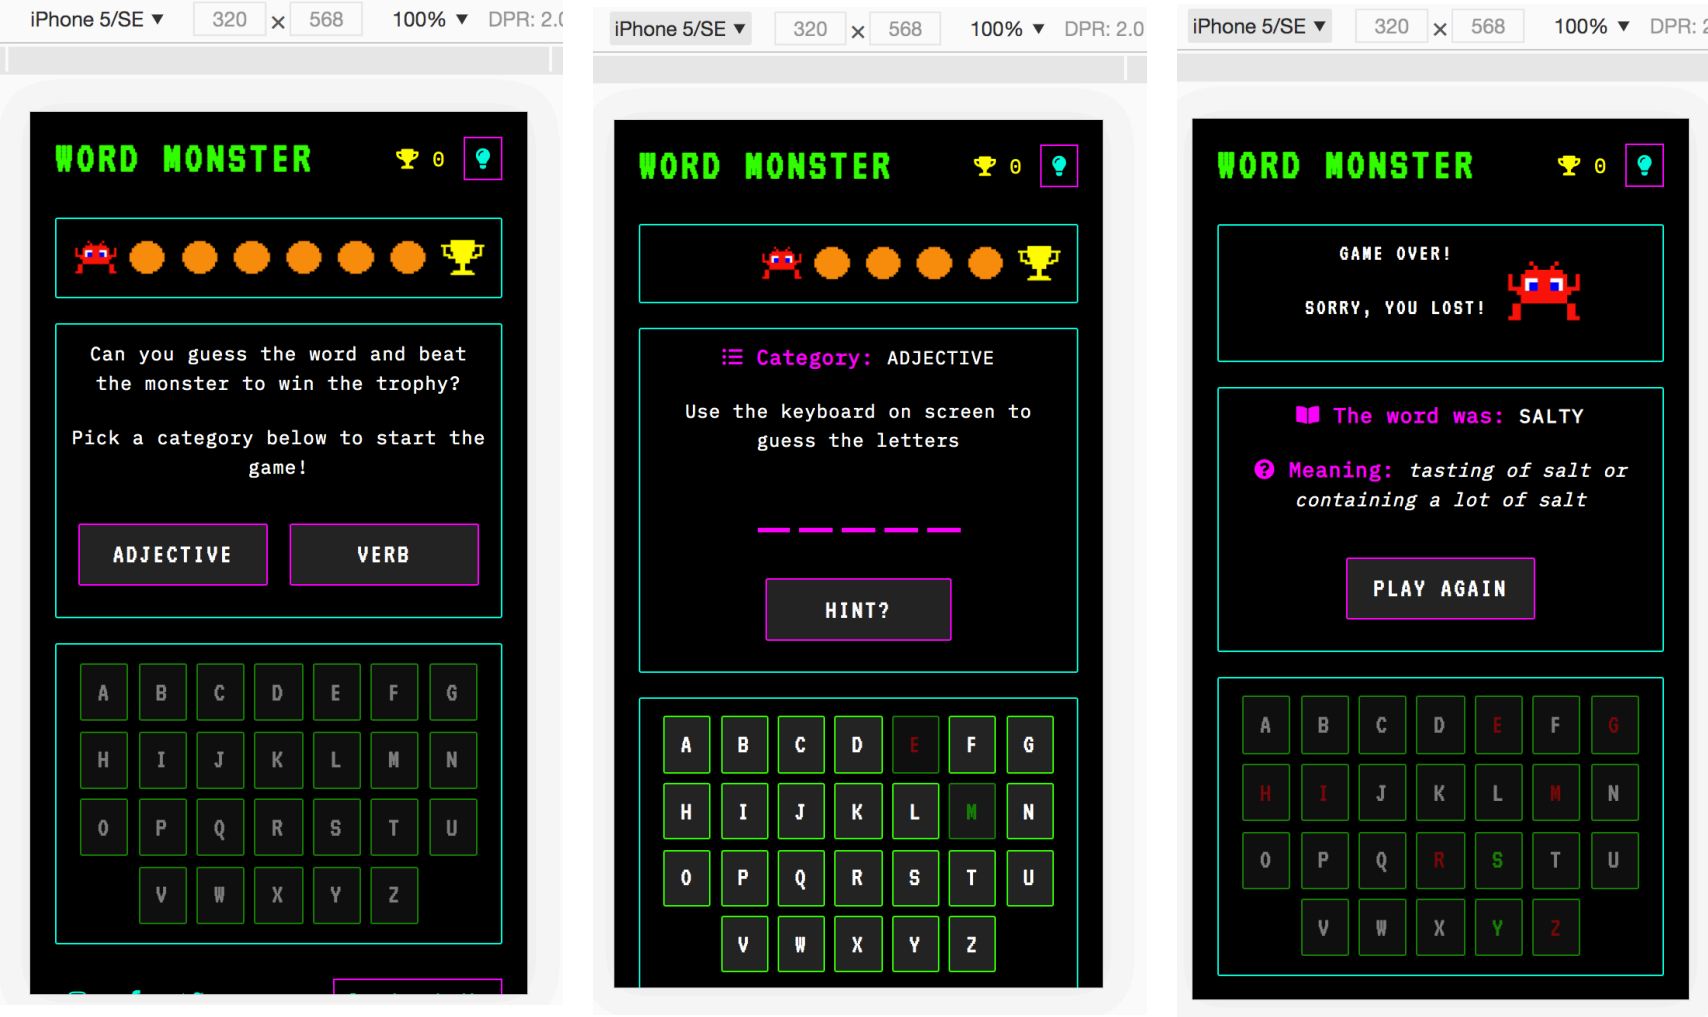 iPhone 5/SE ▼ 320 × 568 100% ▼ DPR: 2.0
WORD MONSTER 0
Can you guess the word and beat
the monster to win the trophy?
Pick a category below to start the
game!
ADJECTIVE VERB
A B C D E F G
H I J K L M N
O P Q R S T U
V W X Y Z
iPhone 5/SE ▼ 320 × 568 100% ▼ DPR: 2.0
WORD MONSTER 0
Category: ADJECTIVE
Use the keyboard on screen to
guess the letters
HINT?
A B C D E F G
H I J K L M N
O P Q R S T U
V W X Y Z
iPhone 5/SE ▼ 320 × 568 100% ▼ DPR:
WORD MONSTER 0
GAME OVER!
SORRY, YOU LOST!
The word was: SALTY
Meaning: tasting of salt or
containing a lot of salt
PLAY AGAIN
A B C D E F G
H I J K L M N
O P Q R S T U
V W X Y Z